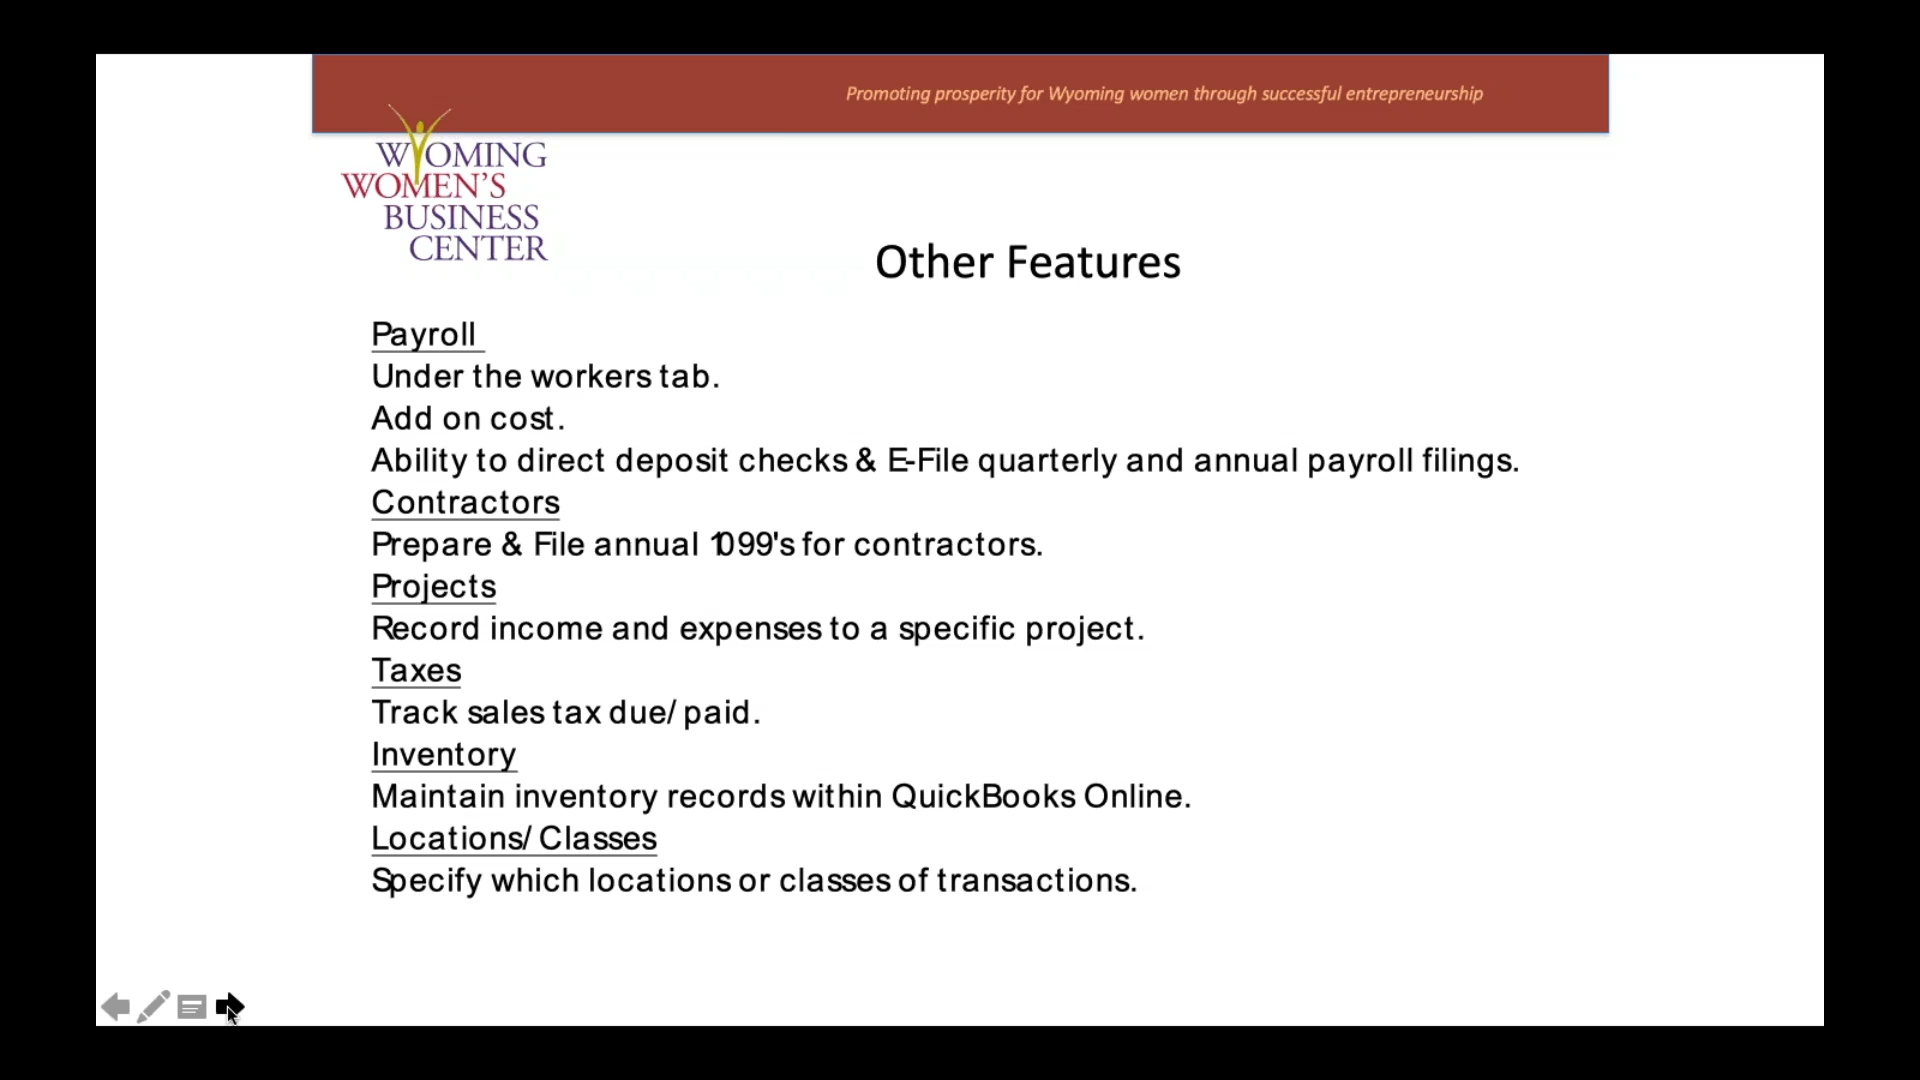 Promoting prosperity for Wyoming women through successful entrepreneurship
WYOMING
WOMEN'S
BUSINESS
CENTER
Other Features
Payroll
Under the workers tab.
Add on cost.
Ability to direct deposit checks & E-File quarterly and annual payroll filings.
Contractors
Prepare & File annual 1099's for contractors.
Projects
Record income and expenses to a specific project.
Taxes
Track sales tax due/ paid.
Inventory
Maintain inventory records within QuickBooks Online.
Locations/ Classes
Specify which locations or classes of transactions.